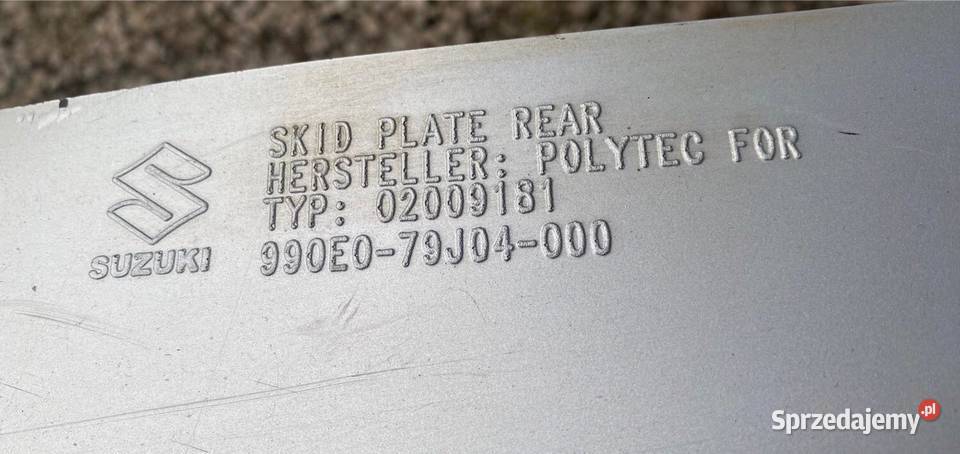 SKID PLATE REAR
HERSTELLER: POLYTEC FOR
TYP: 02009181
990E0-79J04-000
SUZUKI
Sprzedajemy.pl